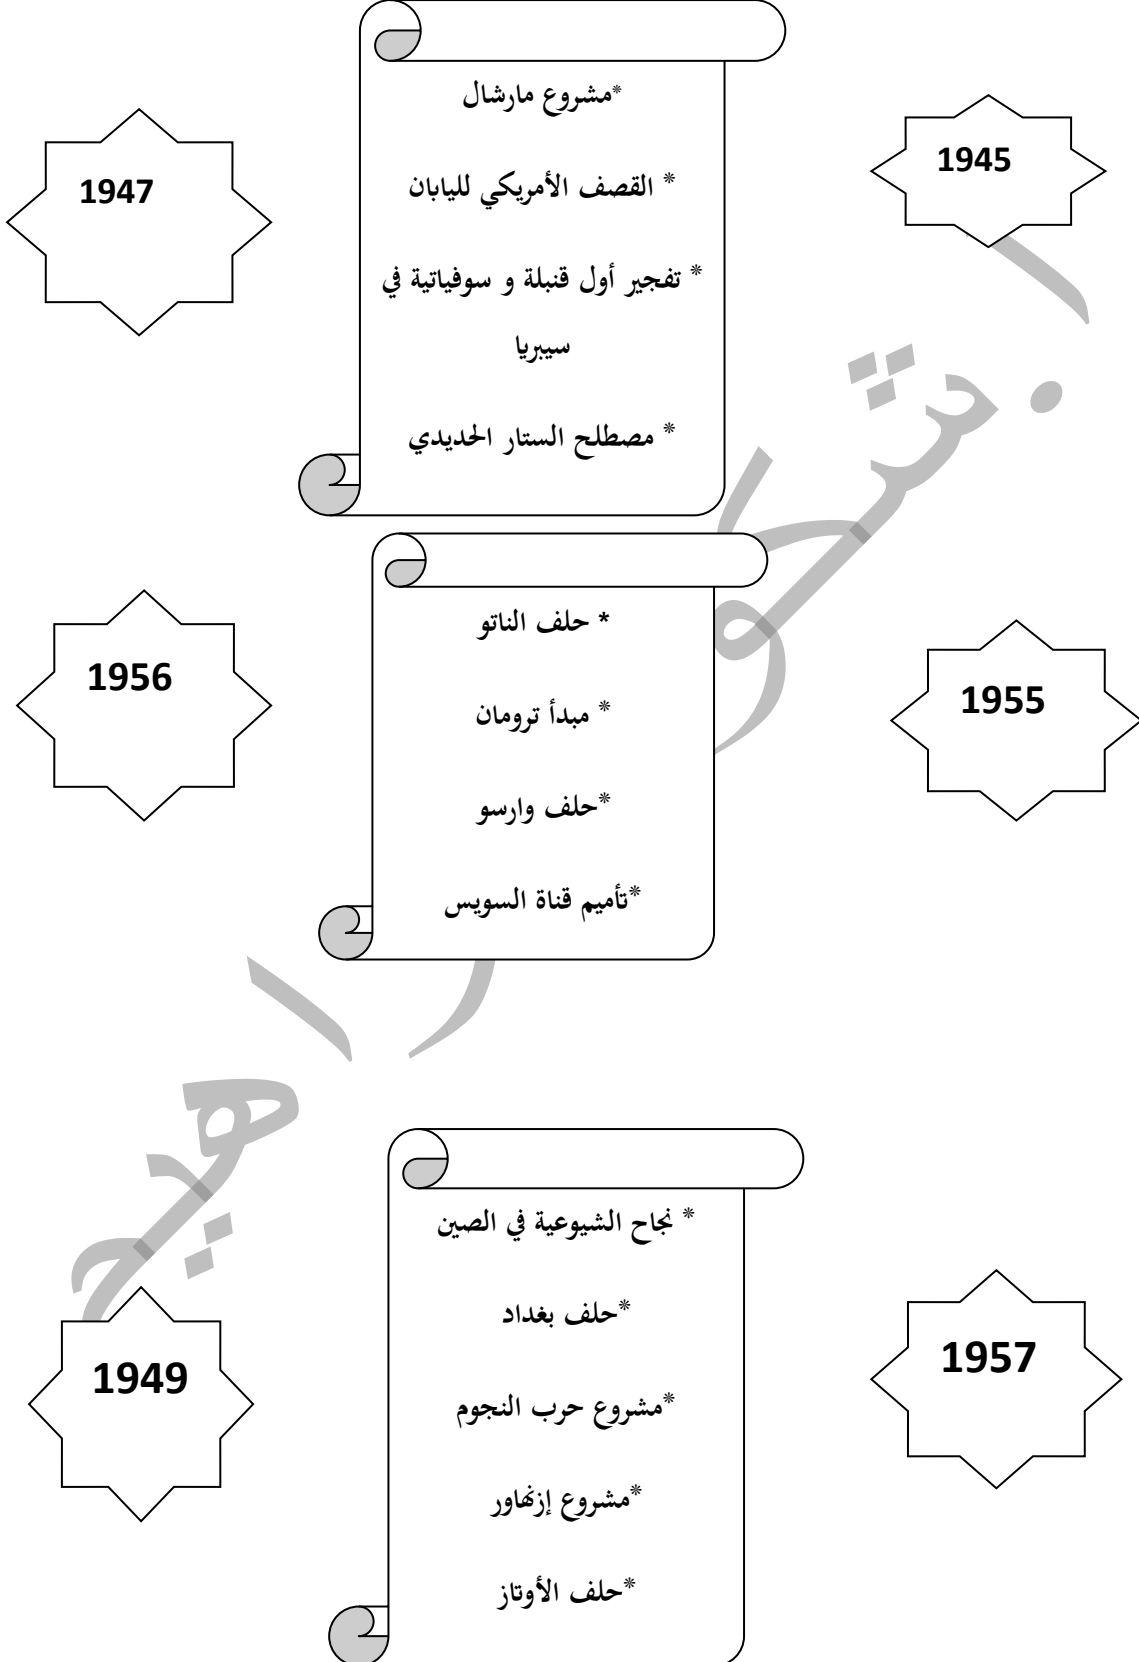 *مشروع مارشال
1945
1947
* القصف الأمريكي لليابان
* تفجير أول قنبلة و سوفياتية في
سيبريا
* مصطلح الستار الحديدي
* حلف الناتو
1955
1956
* مبدأ ترومان
*حلف وارسو
*تأميم قناة السويس
* نجاح الشيوعية في الصين
*حلف بغداد
1957
1949
*مشروع حرب النجوم
*مشروع إزنهاور
*حلف الأوتاز